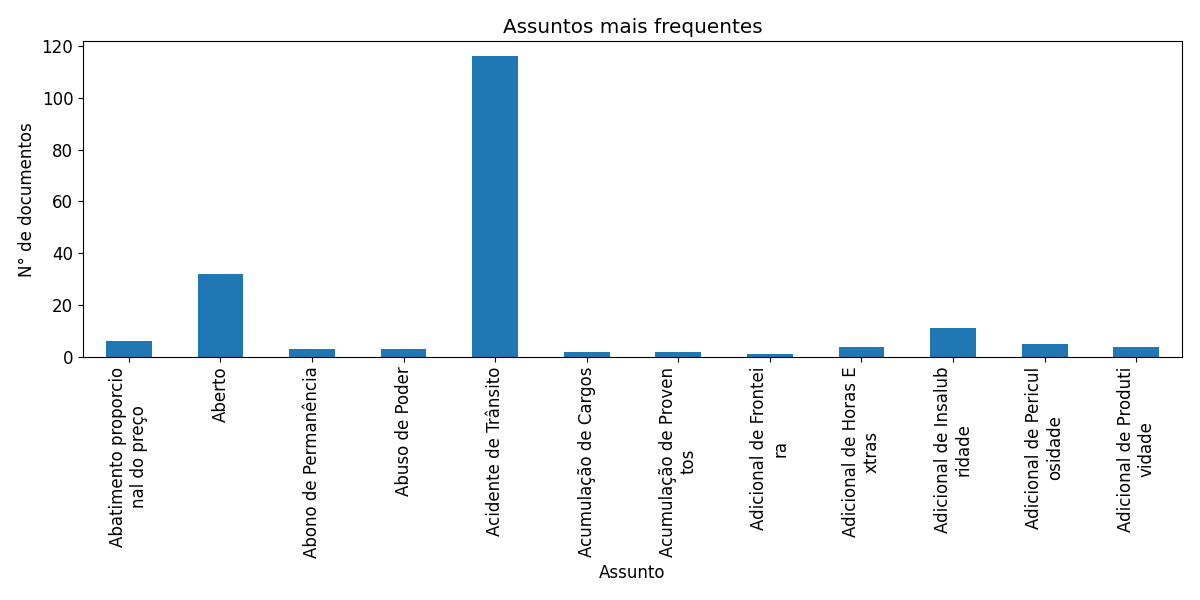 Assuntos mais frequentes
N° de documentos
120
100
80
60
40
20
0
Abatimento proporcio
nal do preço
Aberto
Abono de Permanência
Abuso de Poder
Acidente de Trânsito
Acumulação de Cargos
Acumulação de Proven
tos
Adicional de Frontei
ra
Adicional de Horas E
xtras
Adicional de Insalub
ridade
Adicional de Pericul
osidade
Adicional de Produti
vidade
Assunto